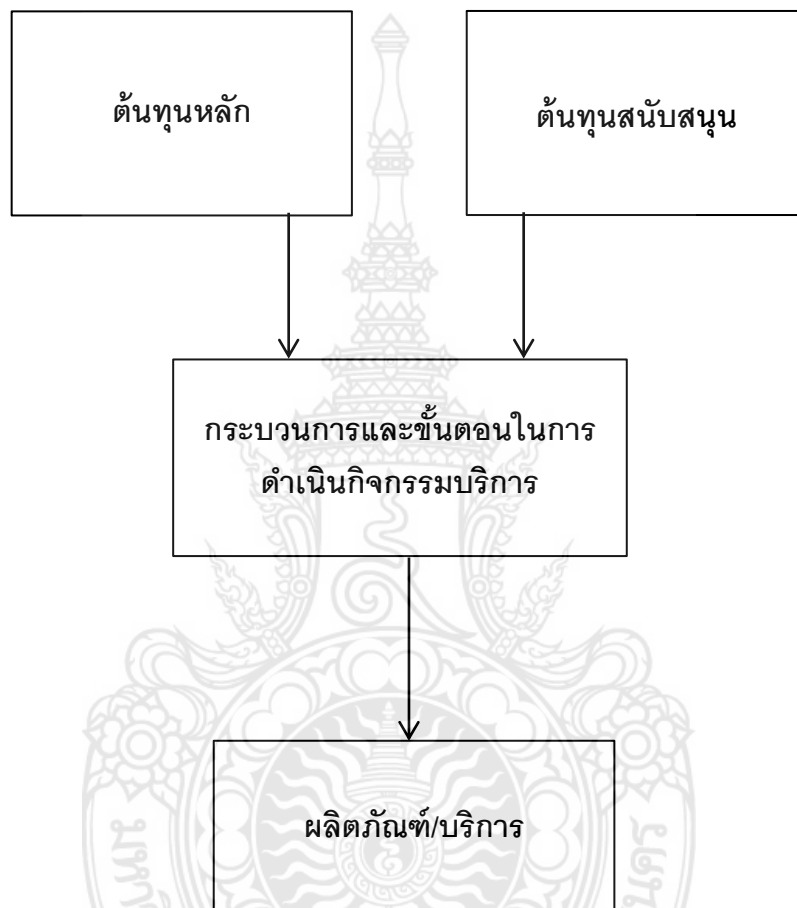 ต้นทุนหลัก
ต้นทุนสนับสนุน
กระบวนการและขั้นตอนในการ
ดำเนินกิจกรรมบริการ
ผลิตภัณฑ์/บริการ